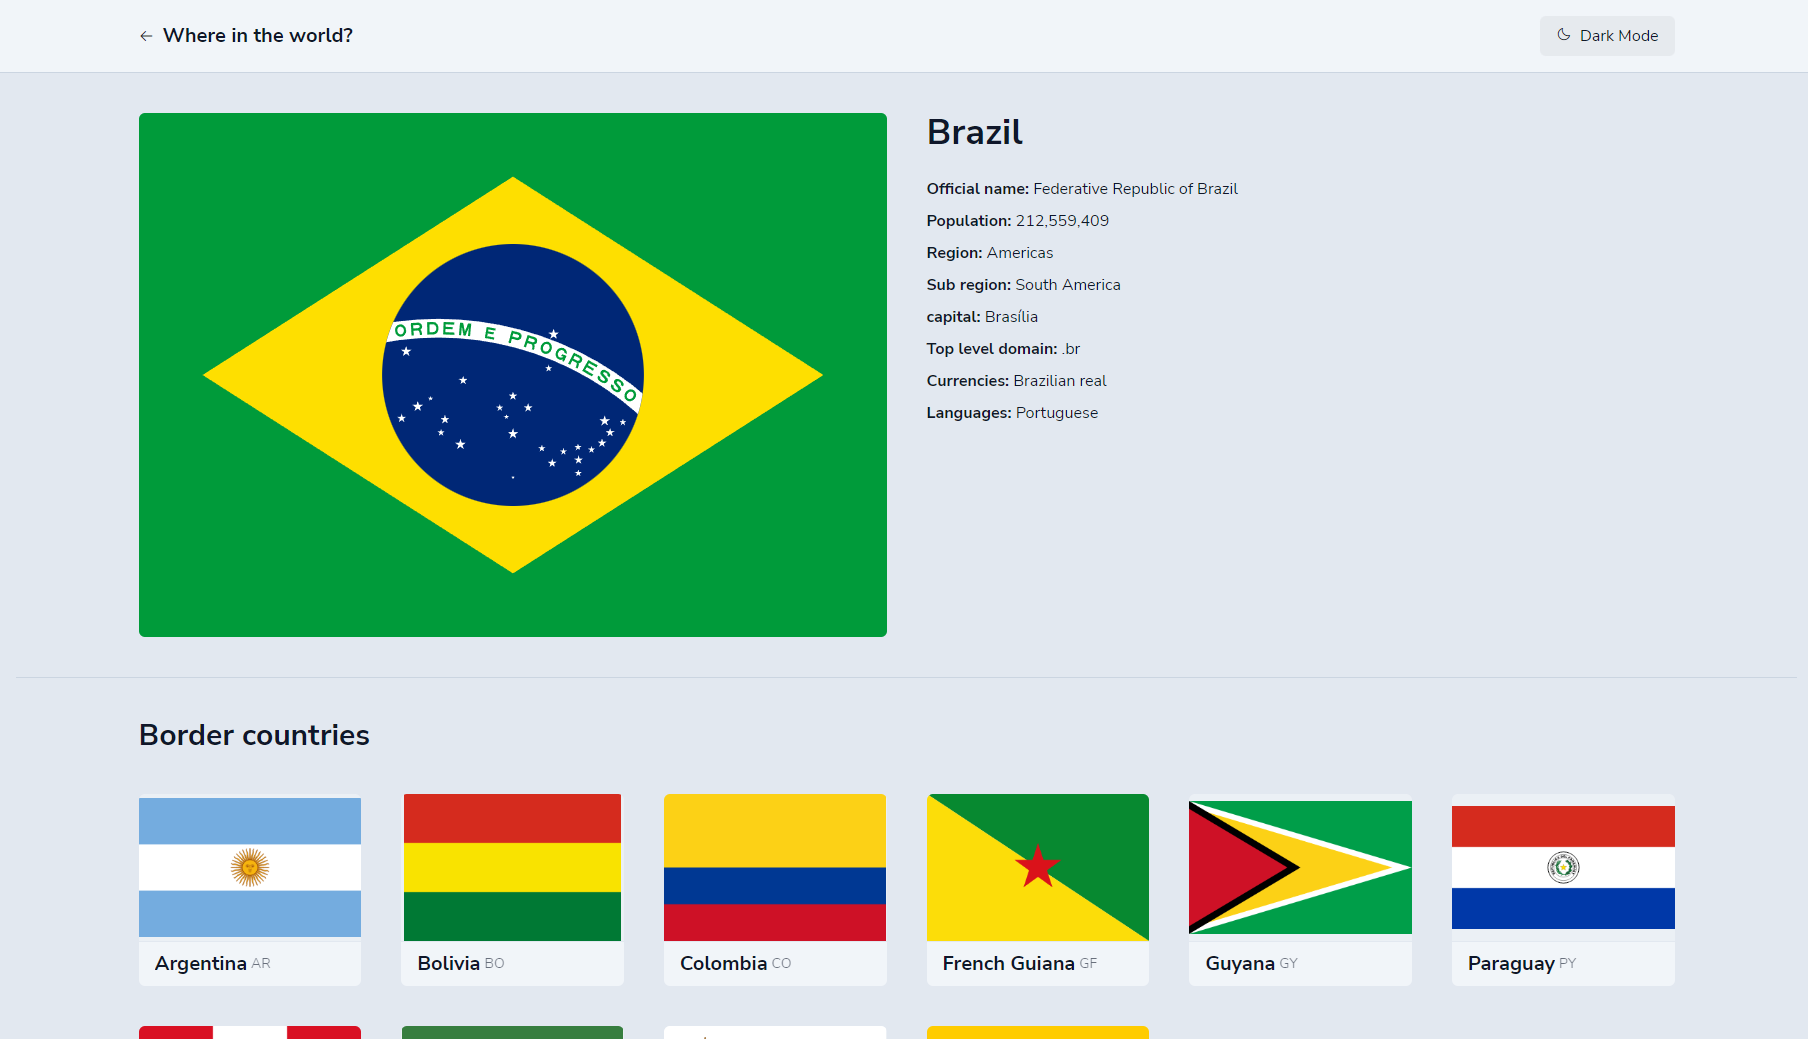 ← Where in the world?
Dark Mode
ORDEM E PROGRESSO
Brazil
Official name: Federative Republic of Brazil
Population: 212,559,409
Region: Americas
Sub region: South America
capital: Brasília
Top level domain: .br
Currencies: Brazilian real
Languages: Portuguese
Border countries
Argentina AR
Bolivia BO
Colombia CO
French Guiana GF
Guyana GY
Paraguay PY